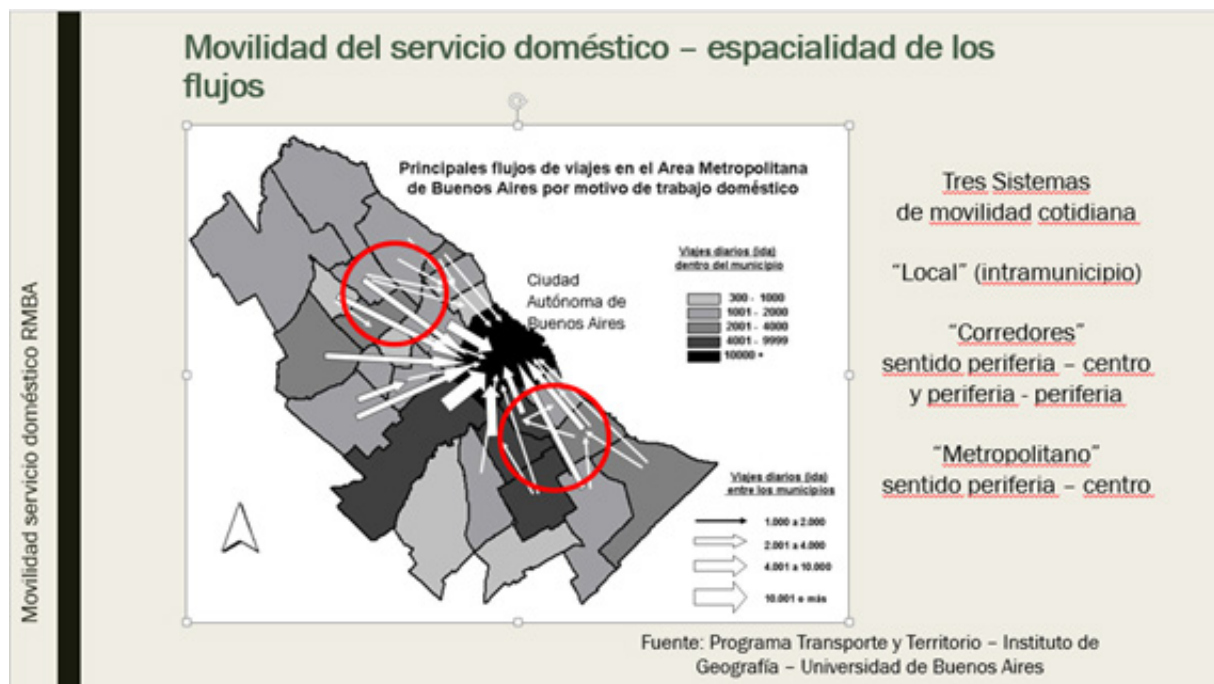 Movilidad del servicio doméstico – espacialidad de los
flujos
Movilidad servicio doméstico RMBA
Principales flujos de viajes en el Area Metropolitana
de Buenos Aires por motivo de trabajo doméstico
Ciudad
Autónoma de
Buenos Aires
Viajes diarios (ida)
dentro del municipio
300 - 1000
1001 - 2000
2001 - 4000
4001 - 9999
10000 +
Viajes diarios (ida)
entre los municipios
1.000 a 2.000
2.001 a 4.000
4.001 a 10.000
10.001 o más
Tres Sistemas
de movilidad cotidiana
“Local” (intramunicipio)
“Corredores”
sentido periferia – centro
y periferia - periferia
“Metropolitano”
sentido periferia – centro
Fuente: Programa Transporte y Territorio – Instituto de
Geografía – Universidad de Buenos Aires